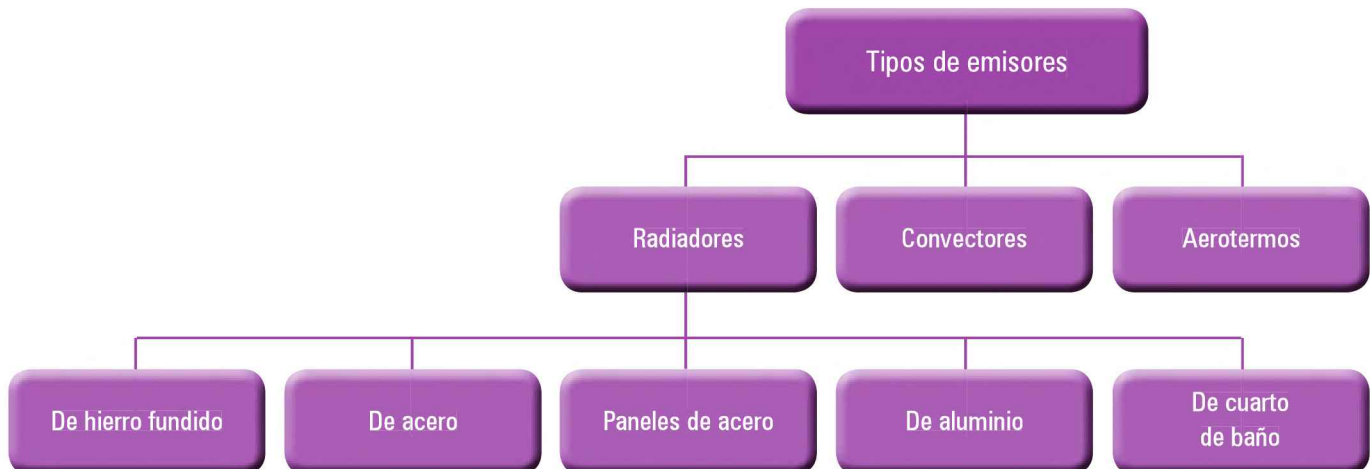 Tipos de emisores
Radiadores
Convectores
Aerotermos
De hierro fundido
De acero
Paneles de acero
De aluminio
De cuarto
de baño